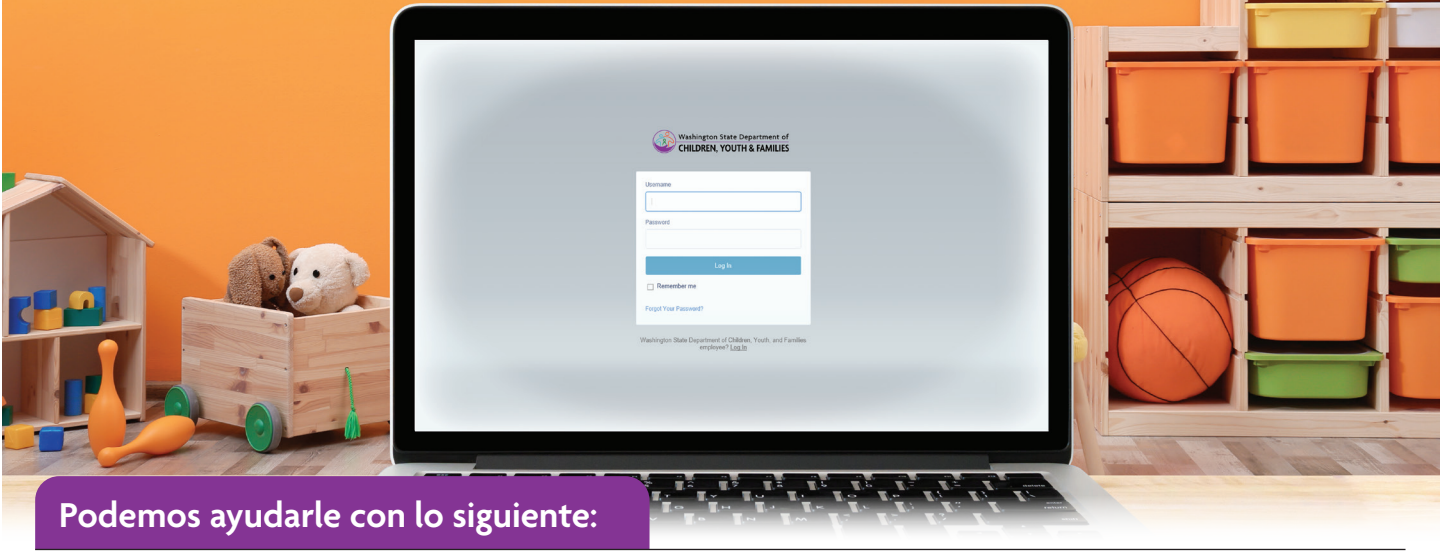 Washington State Department of
CHILDREN, YOUTH & FAMILIES
Username
Password
Log In
Remember me
Forgot Your Password?
Washington State Department of Children, Youth, and Families
employee? Log In
Podemos ayudarle con lo siguiente: